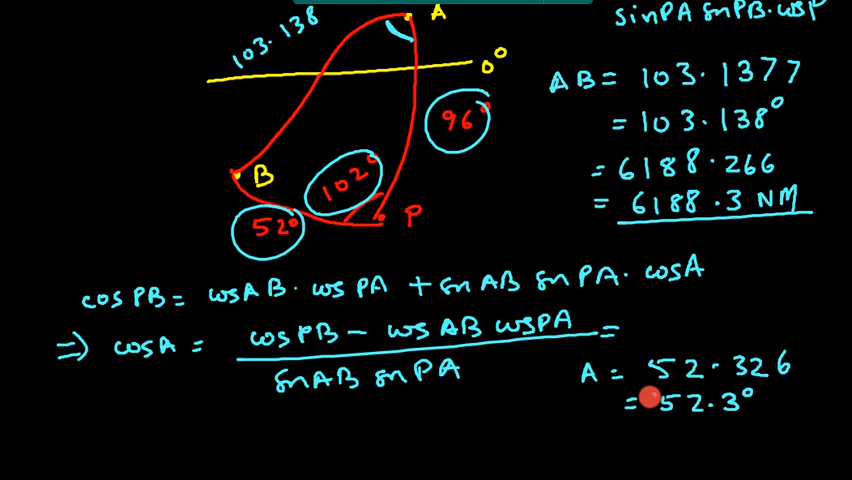 A
sinPA sinPB.cosP
103.138
0°
AB = 103.1377
96°
= 103.138°
B
102°
= 6188.266
52°
P
= 6188.3 NM
cosPB = cosAB. cosPA + sinAB sinPA. cosA
=> cosA = cosPB - cosAB cosPA =
sinAB sinPA
A = 52.326
= 52.3°